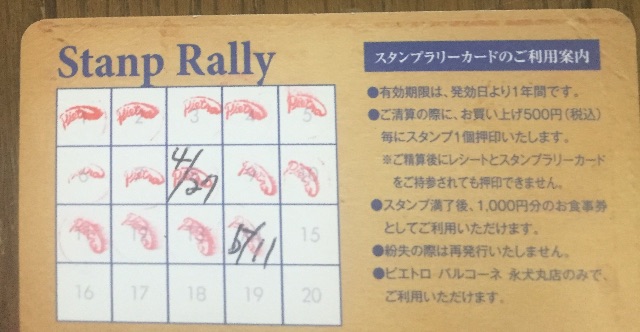 Stanp Rally
スタンプラリーカードのご利用案内
●有効期限は、発効日より1年間です。
●ご清算の際に、お買い上げ500円(税込)
毎にスタンプ1個押印いたします。
※ご精算後にレシートとスタンプラリーカード
をご持参されても押印できません。
●スタンプ満了後、1,000円分のお食事券
としてご利用いただけます。
●紛失の際は再発行いたしません。
●ピエトロ バルコーネ 永犬丸店のみで、
ご利用いただけます。
2 3 5
4/27
5/11 15
16 17 18 19 20